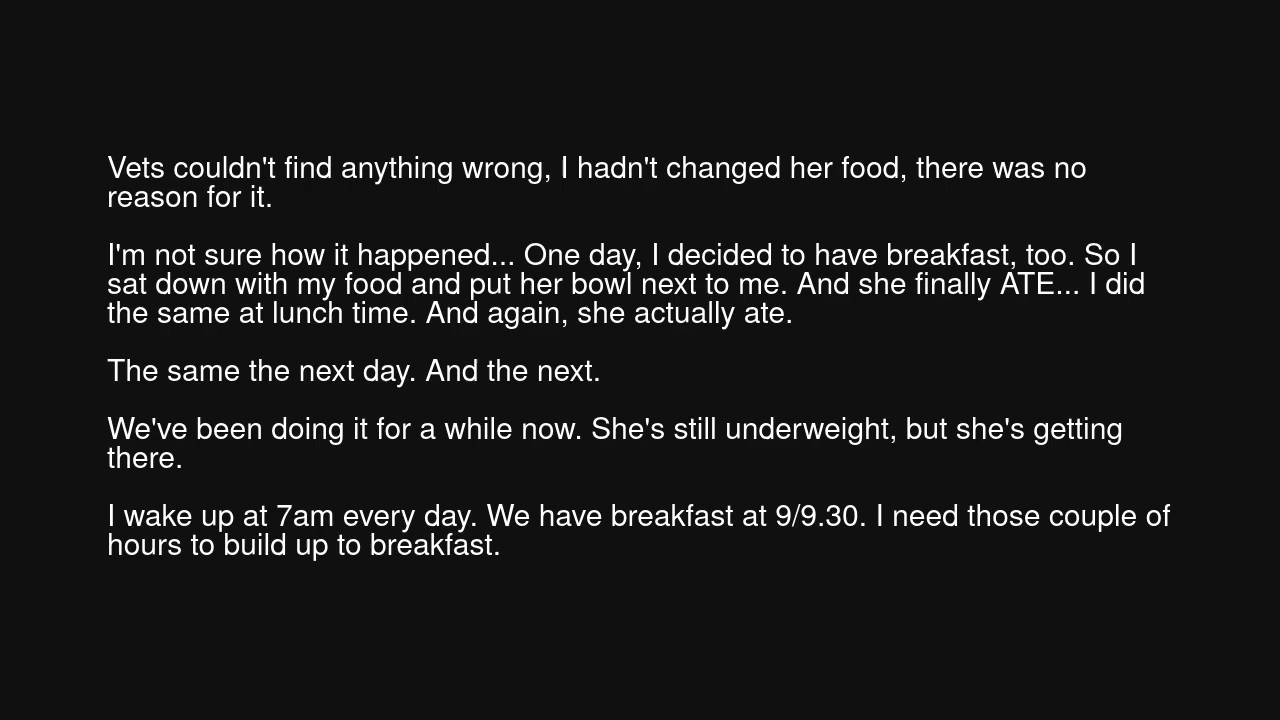 Vets couldn't find anything wrong, I hadn't changed her food, there was no
reason for it.
I'm not sure how it happened... One day, I decided to have breakfast, too. So I
sat down with my food and put her bowl next to me. And she finally ATE... I did
the same at lunch time. And again, she actually ate.
The same the next day. And the next.
We've been doing it for a while now. She's still underweight, but she's getting
there.
I wake up at 7am every day. We have breakfast at 9/9.30. I need those couple of
hours to build up to breakfast.